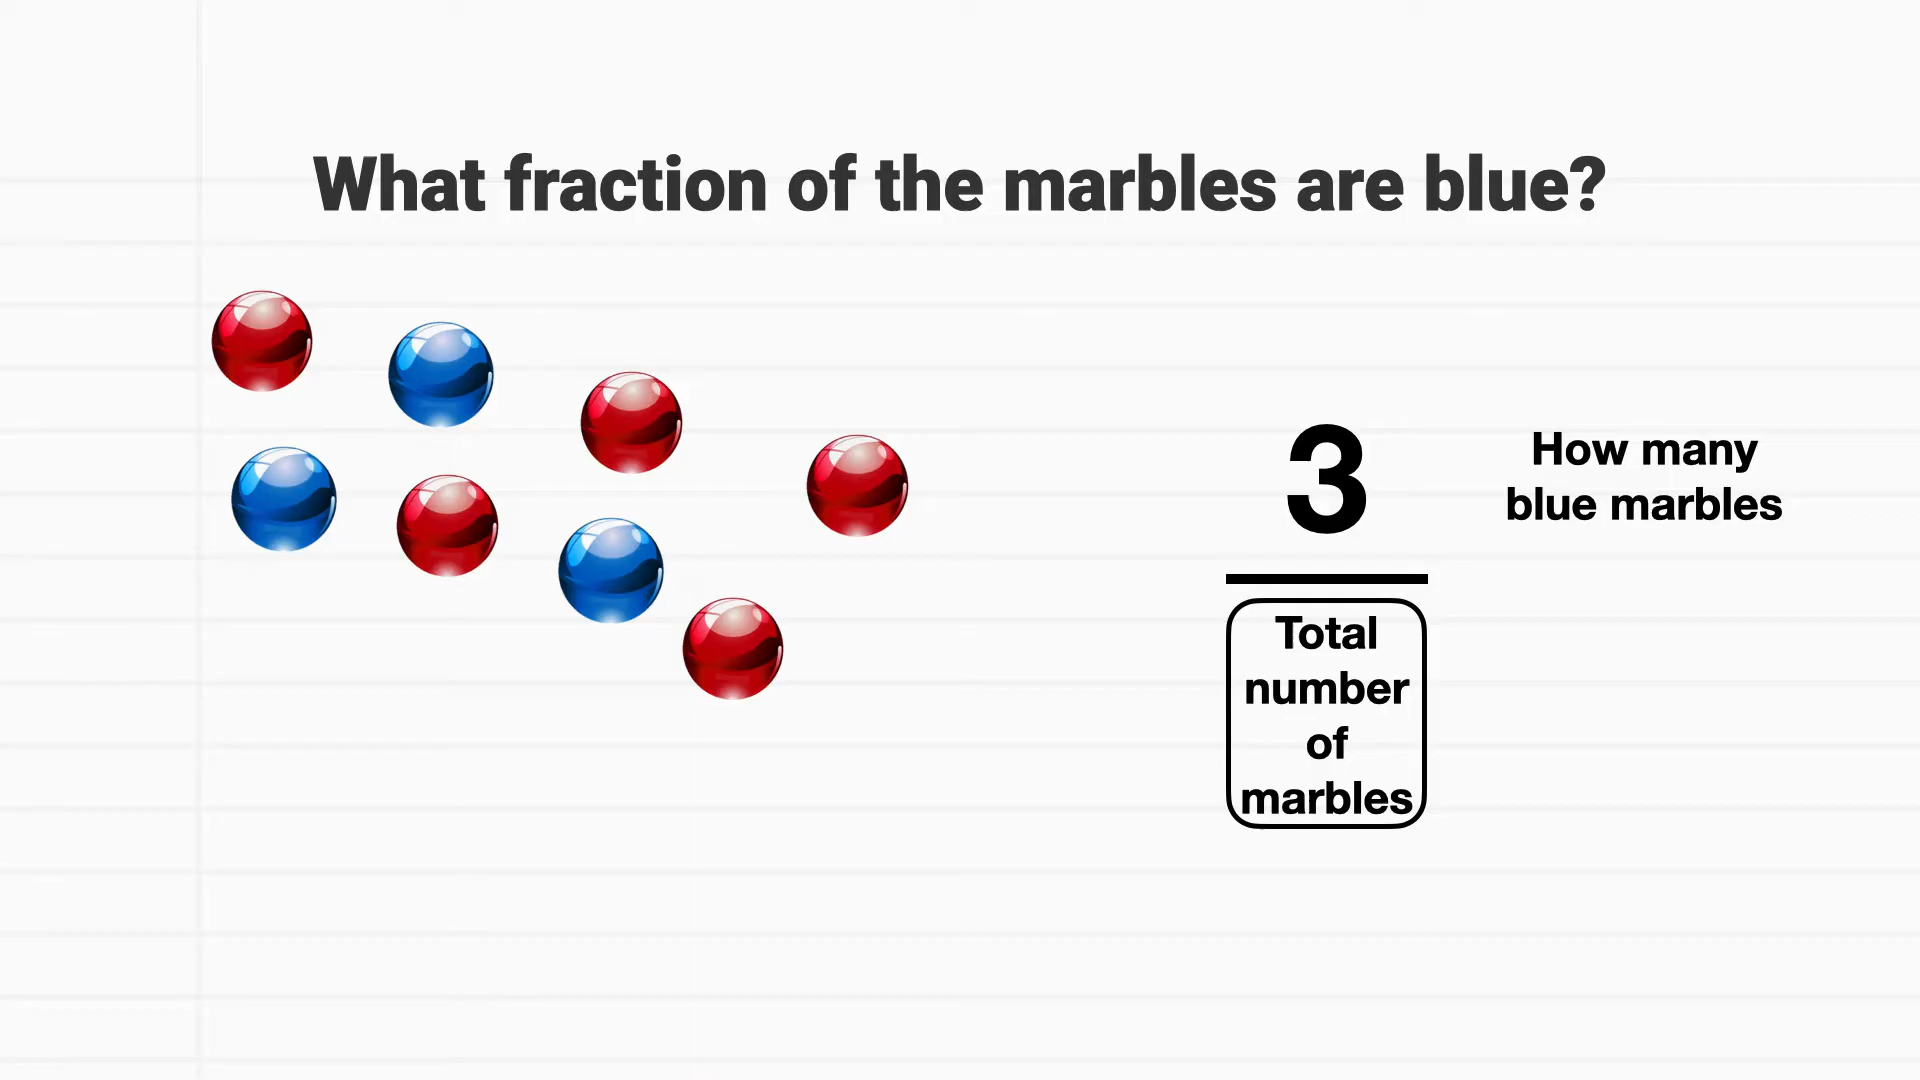 What fraction of the marbles are blue?
3
How many
blue marbles
Total
number
of
marbles